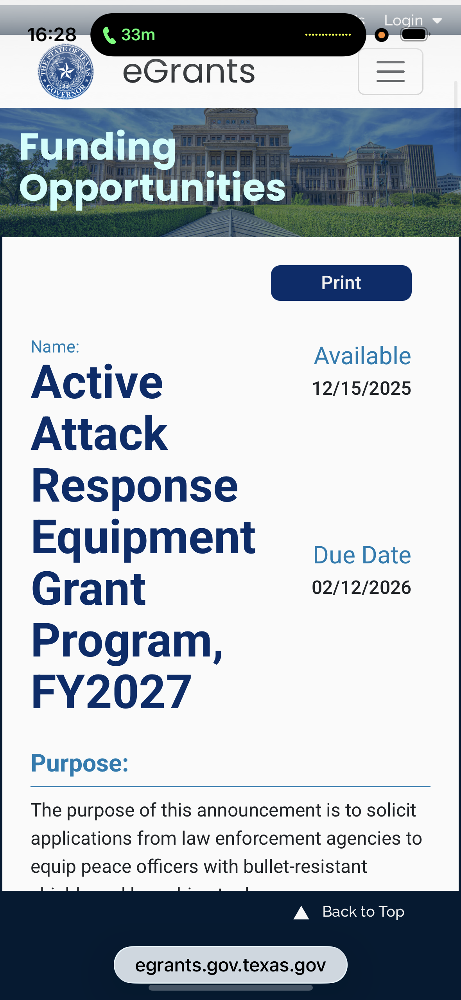 Login
16:28
33m
THE STATE OF TEXAS
GOVERNOR
eGrants
Funding
Opportunities
Print
Name:
Active
Attack
Response
Equipment
Grant
Program,
FY2027
Available
12/15/2025
Due Date
02/12/2026
Purpose:
The purpose of this announcement is to solicit
applications from law enforcement agencies to
equip peace officers with bullet-resistant
Back to Top
egrants.gov.texas.gov